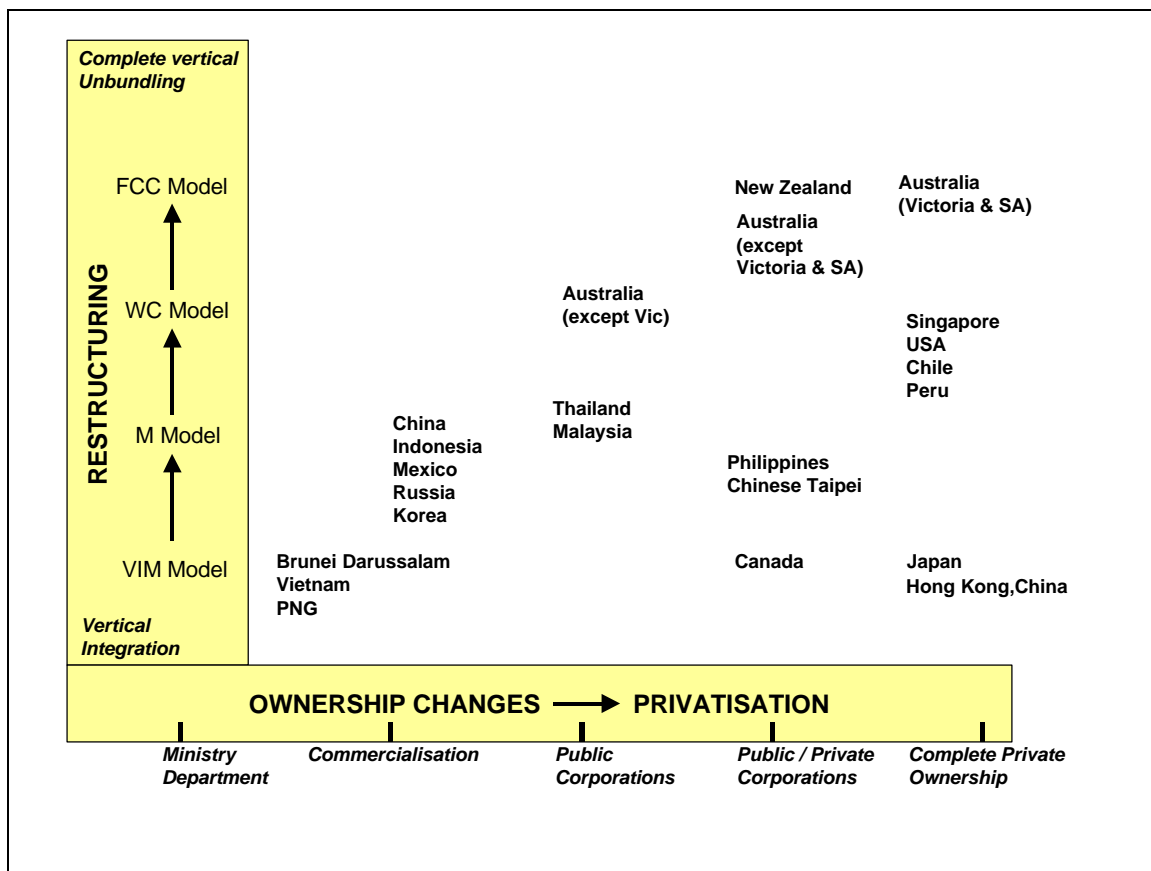 Complete vertical
Unbundling
FCC Model
WC Model
M Model
VIM Model
RESTRUCTURING
Vertical
Integration
New Zealand
Australia
(Victoria & SA)
Australia
(except
Victoria & SA)
Australia
(except Vic)
Singapore
USA
Chile
Peru
Thailand
Malaysia
China
Indonesia
Mexico
Russia
Korea
Philippines
Chinese Taipei
Brunei Darussalam
Vietnam
PNG
Canada
Japan
Hong Kong,China
OWNERSHIP CHANGES
PRIVATISATION
Ministry
Department
Commercialisation
Public
Corporations
Public / Private
Corporations
Complete Private
Ownership